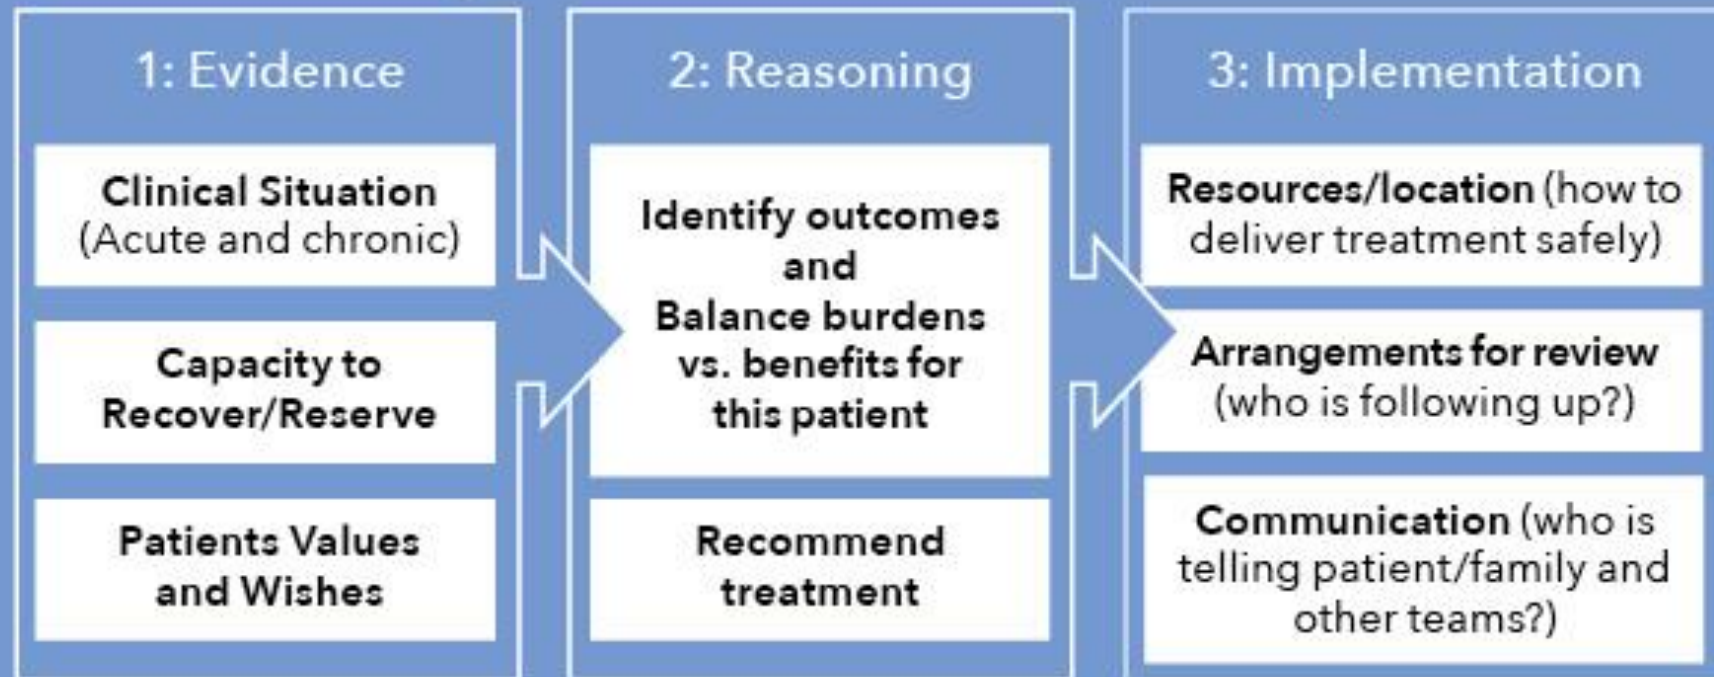 1: Evidence
Clinical Situation
(Acute and chronic)
Capacity to
Recover/Reserve
Patients Values
and Wishes
2: Reasoning
Identify outcomes
and
Balance burdens
vs. benefits for
this patient
Recommend
treatment
3: Implementation
Resources/location (how to
deliver treatment safely)
Arrangements for review
(who is following up?)
Communication (who is
telling patient/family and
other teams?)